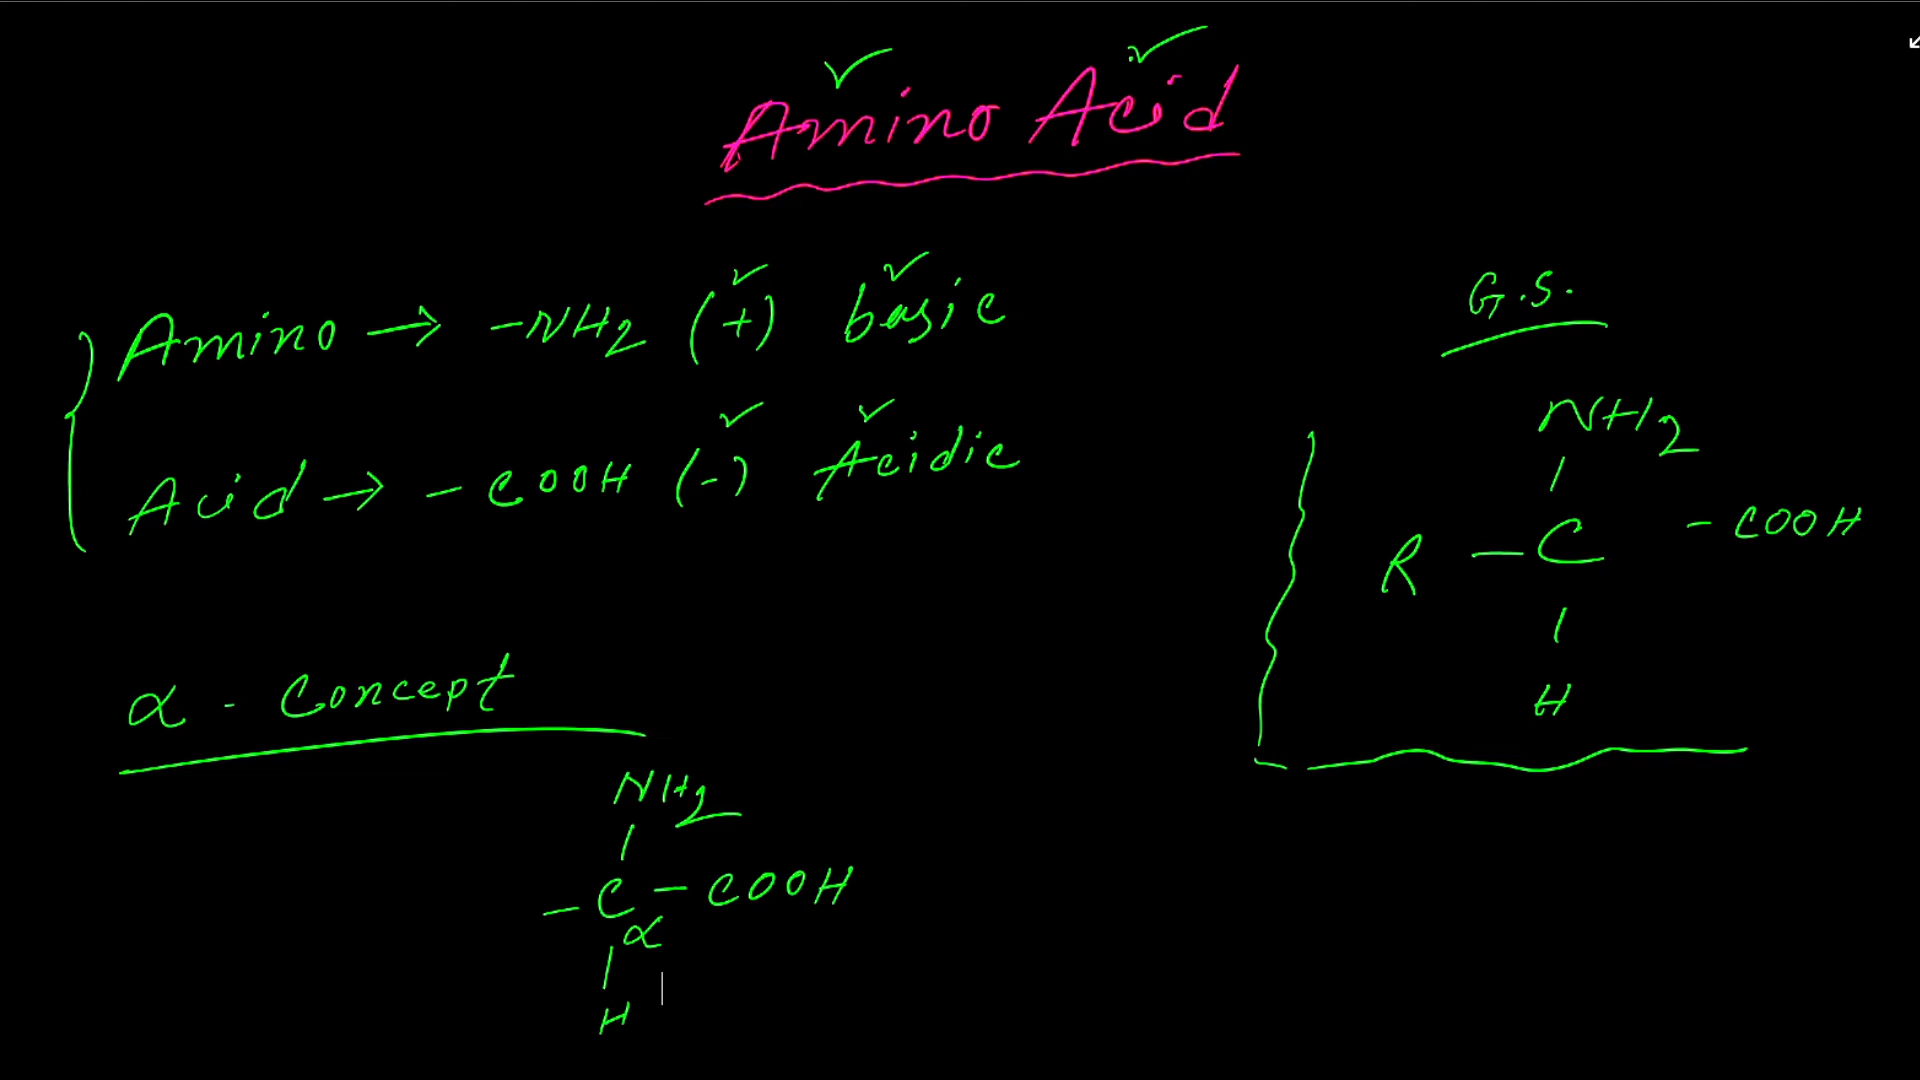 Amino Acid
Amino → -NH2 (+) basic
Acid → -COOH (-) Acidic
G.S.
NH2
R - C - COOH
H
α - Concept
NH2
- C - COOH
α
H